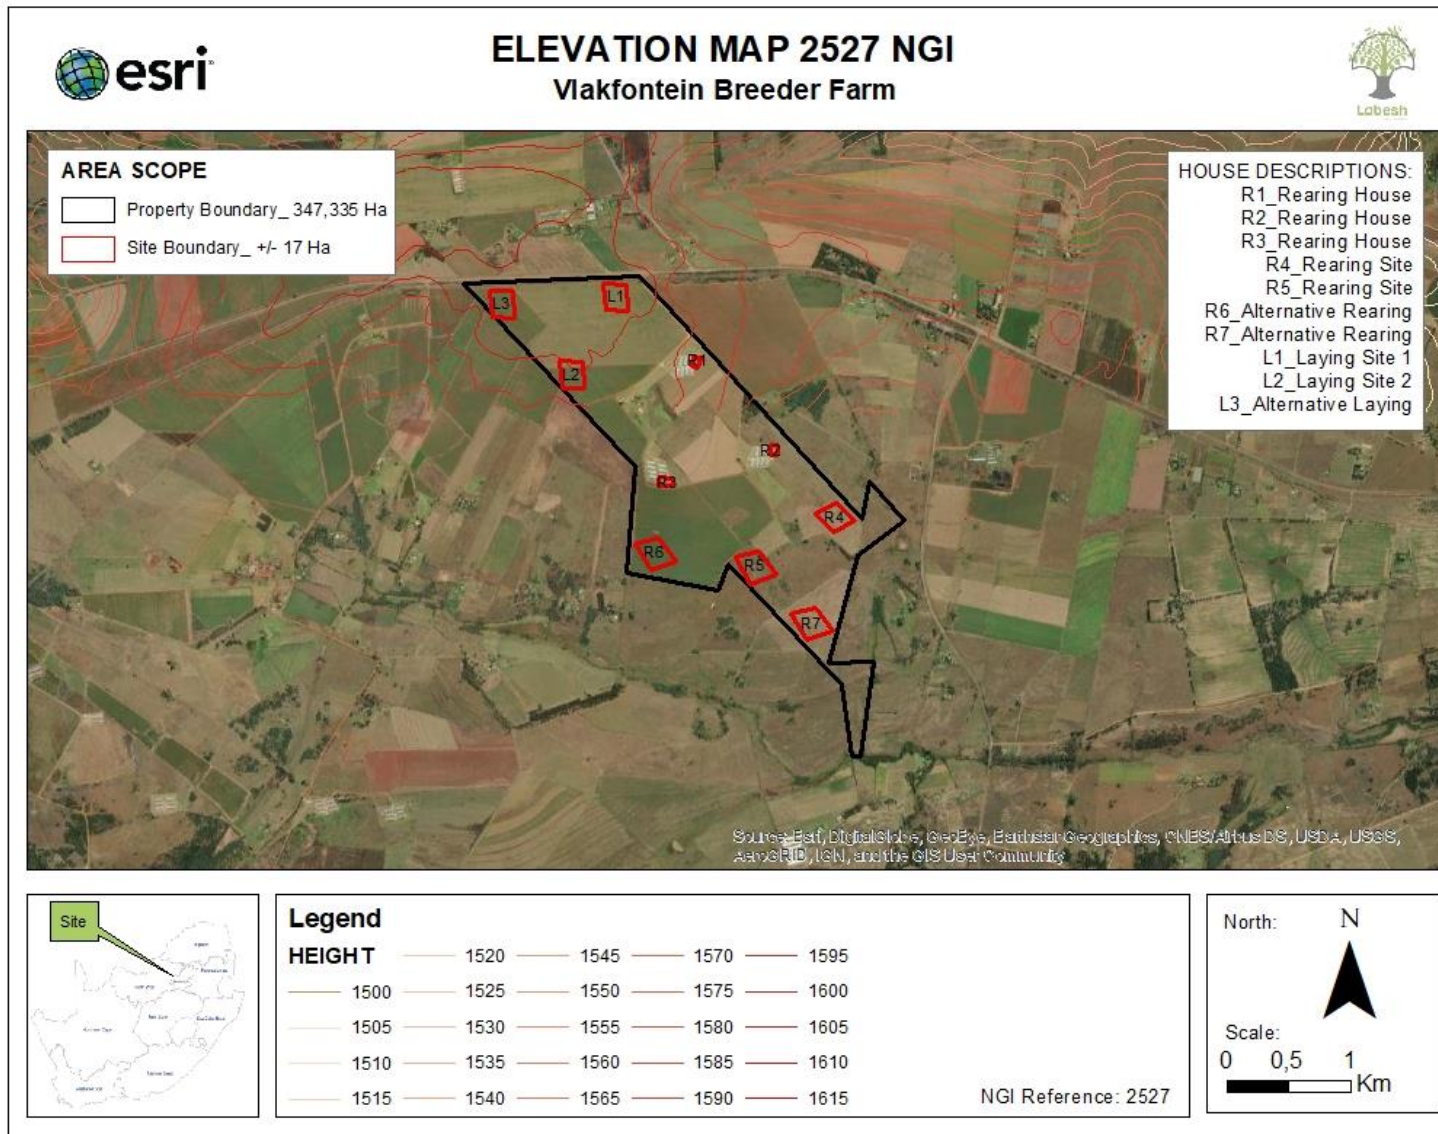 esri
ELEVATION MAP 2527 NGI
Vlakfontein Breeder Farm
Labesh
AREA SCOPE
Property Boundary_ 347,335 Ha
Site Boundary_ +/- 17 Ha
HOUSE DESCRIPTIONS:
R1_Rearing House
R2_Rearing House
R3_Rearing House
R4_Rearing Site
R5_Rearing Site
R6_Alternative Rearing
R7_Alternative Rearing
L1_Laying Site 1
L2_Laying Site 2
L3_Alternative Laying
L3
L1
R1
L2
R2
R3
R4
R6
R5
R7
Source: Esri, DigitalGlobe, GeoEye, Earthstar Geographics, CNES/Airbus DS, USDA, USGS,
AeroGRID, IGN, and the GIS User Community
Site
Legend
HEIGHT
1500
1505
1510
1515
1520
1525
1530
1535
1540
1545
1550
1555
1560
1565
1570
1575
1580
1585
1590
1595
1600
1605
1610
1615
NGI Reference: 2527
North:
N
Scale:
0 0,5 1
Km